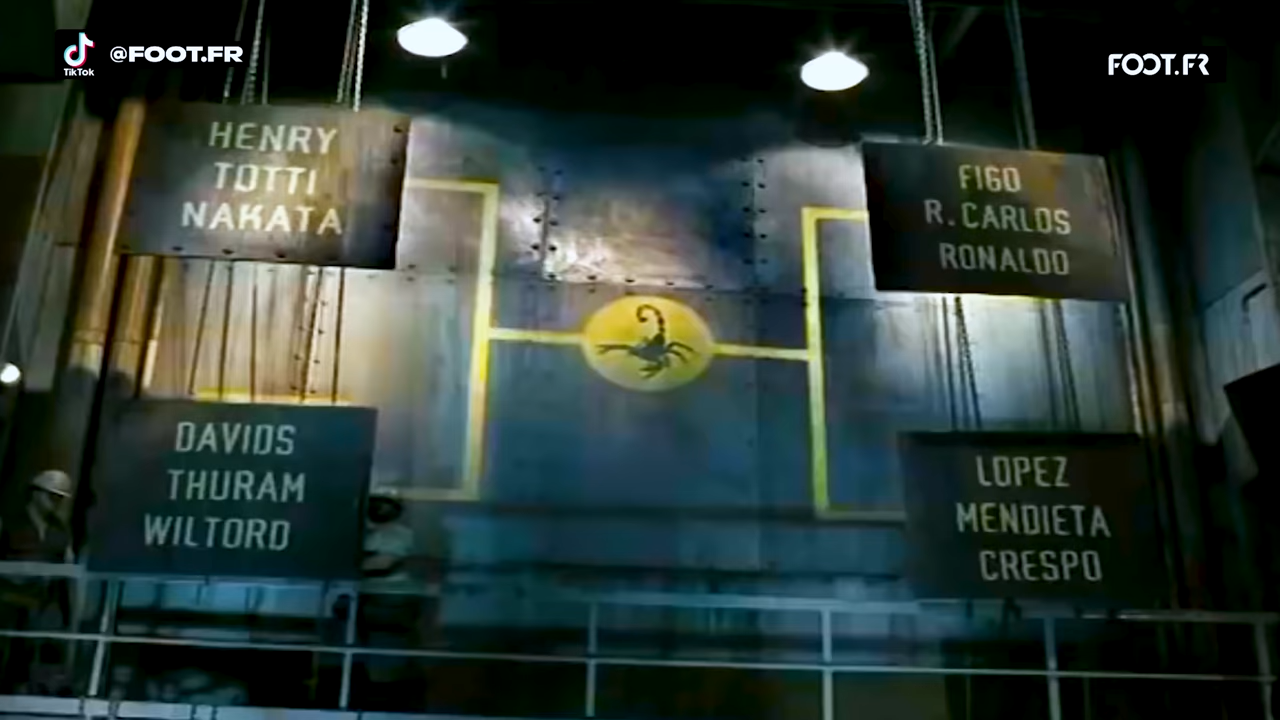 TikTok
@FOOT.FR
FOOT.FR
HENRY
TOTTI
NAKATA
FIGO
R. CARLOS
RONALDO
DAVIDS
THURAM
WILTORD
LOPEZ
MENDIETA
CRESPO